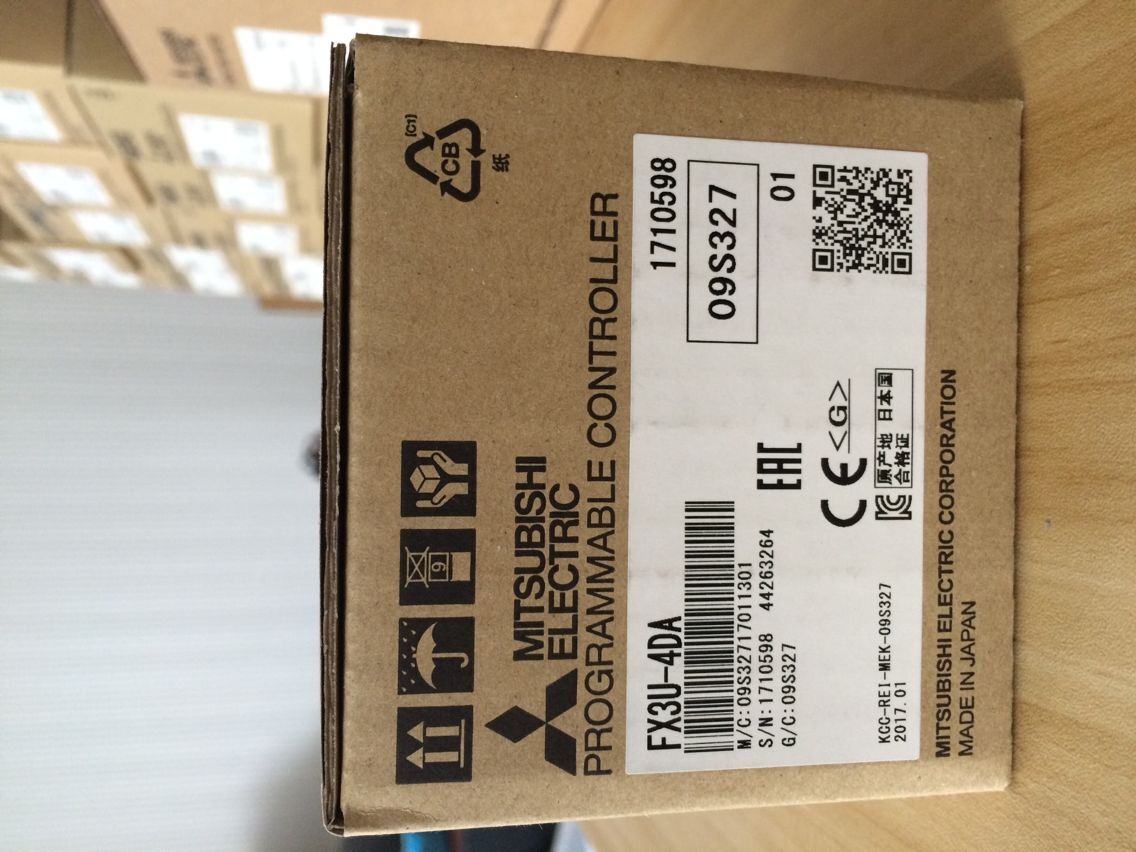 [C1]
CB
纸
6
MITSUBISHI
ELECTRIC
PROGRAMMABLE CONTROLLER
FX3U-4DA
1710598
09S327
M/C:09S32717011301
S/N:1710598 44263264
G/C:09S327
01
EAC
CE <G>
KCC-REI-MEK-09S327
2017.01
原产地 日本国
合格证
MITSUBISHI ELECTRIC CORPORATION
MADE IN JAPAN